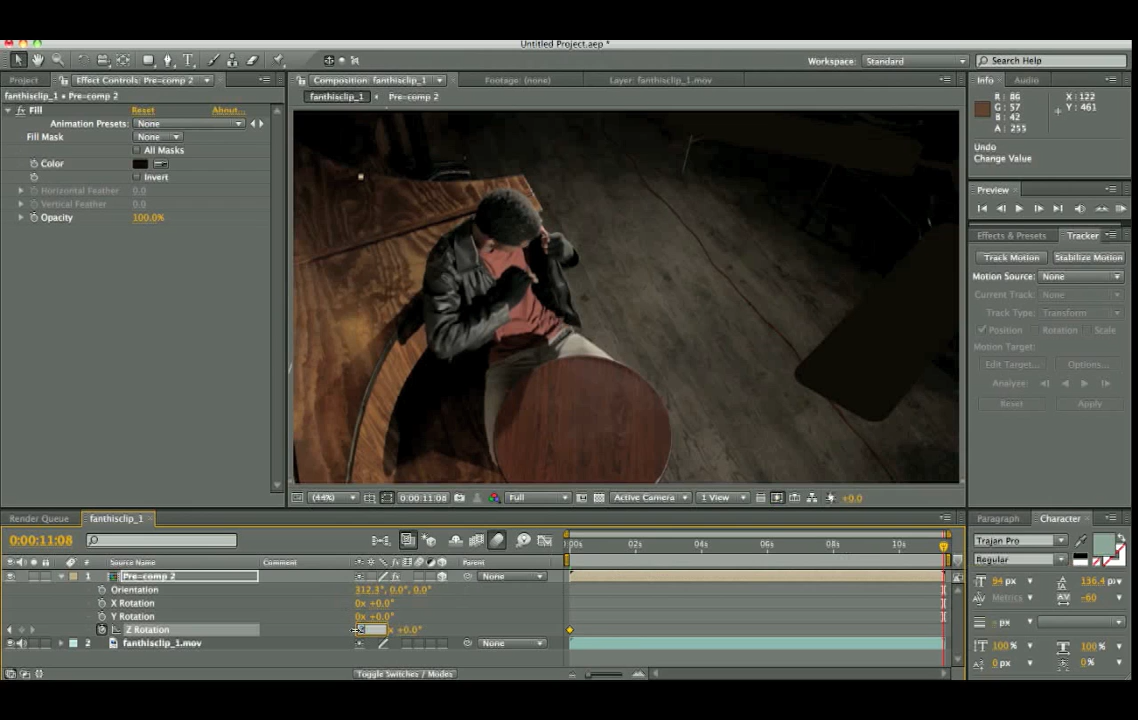 Untitled Project.aep *
Workspace: Standard
Search Help
Project
Effect Controls: Pre-comp 2
Composition: fanthisclip_1
Footage: (none)
Layer: fanthisclip_1.mov
Info
Audio
fanthisclip_1 • Pre-comp 2
fanthisclip_1
Pre-comp 2
R : 86
G : 57
B : 42
A : 255
X : 122
Y : 461
Fill
Reset
About...
Animation Presets: None
Fill Mask
None
All Masks
Color
Invert
Horizontal Feather
0.0
Vertical Feather
0.0
Opacity
100.0%
Undo
Change Value
Preview
Effects & Presets
Tracker
Track Motion
Stabilize Motion
Motion Source: None
Current Track: None
Track Type: Transform
Position
Rotation
Scale
Motion Target:
Edit Target...
Options...
Analyze:
Reset
Apply
(44%)
0:00:11:08
Full
Active Camera
1 View
+0.0
Render Queue
fanthisclip_1
0:00:11:08
:00s
02s
04s
06s
08s
10s
#
Source Name
Comment
Parent
1
Pre-comp 2
None
Orientation
312.3°, 0.0°, 0.0°
X Rotation
0x +0.0°
Y Rotation
0x +0.0°
Z Rotation
x +0.0°
2
fanthisclip_1.mov
None
Toggle Switches / Modes
Paragraph
Character
Trajan Pro
Regular
94 px
136.4 p
Metrics
-60
px
100 %
100 %
0 px
0 %